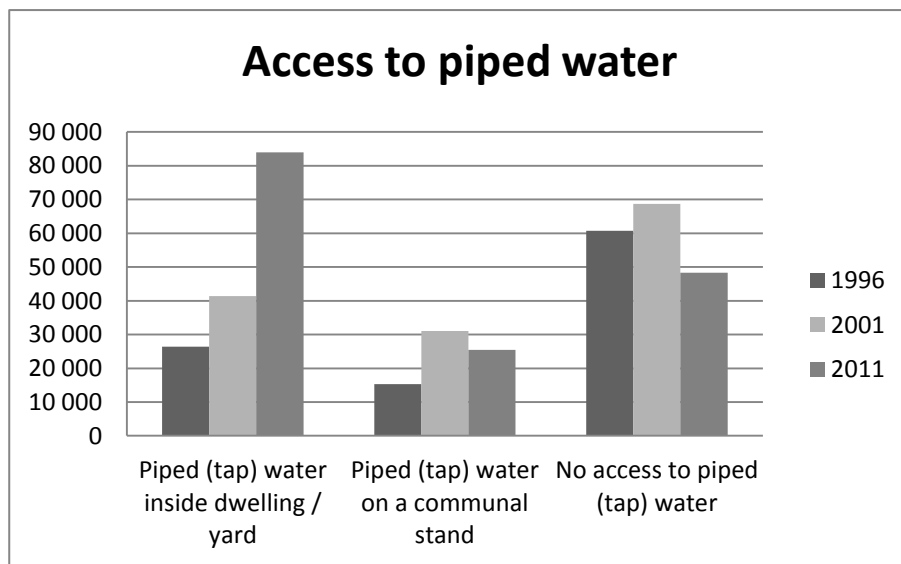 Access to piped water
90 000
80 000
70 000
60 000
50 000
40 000
30 000
20 000
10 000
0
Piped (tap) water
inside dwelling /
yard
Piped (tap) water
on a communal
stand
No access to piped
(tap) water
1996
2001
2011